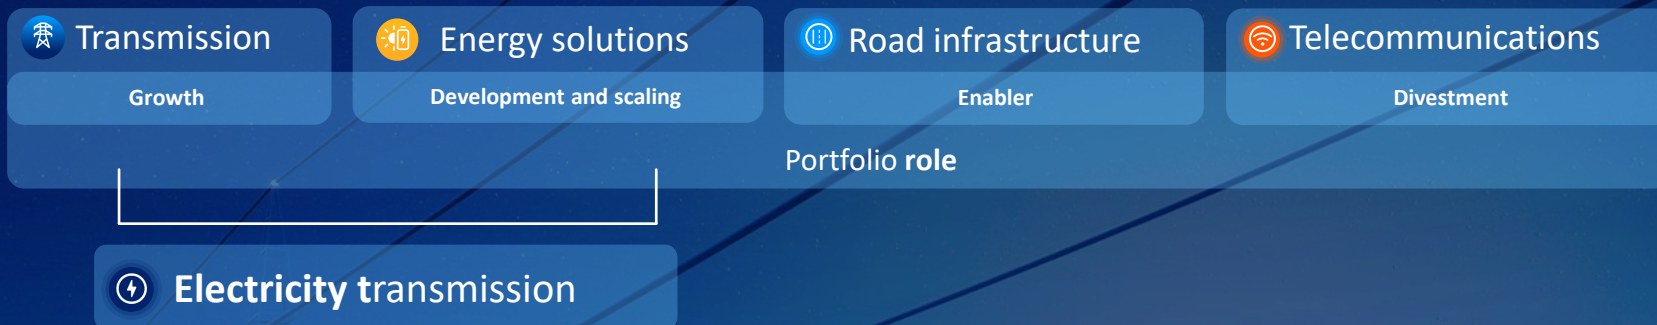 Transmission
Growth
Energy solutions
Development and scaling
Road infrastructure
Enabler
Telecommunications
Divestment
Portfolio role
Electricity transmission